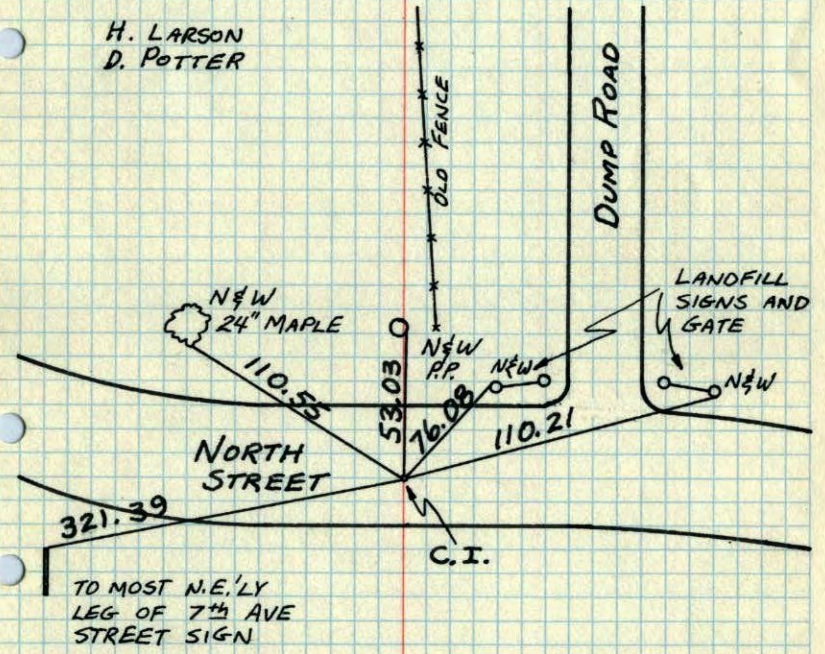 H. LARSON
D. POTTER
OLD FENCE
DUMP ROAD
LANDFILL
SIGNS AND
GATE
N&W
24" MAPLE
N&W
P.P.
N&W
N&W
110.55
53.03
76.08
110.21
NORTH
STREET
321.39
C.I.
TO MOST N.E.'LY
LEG OF 7th AVE
STREET SIGN